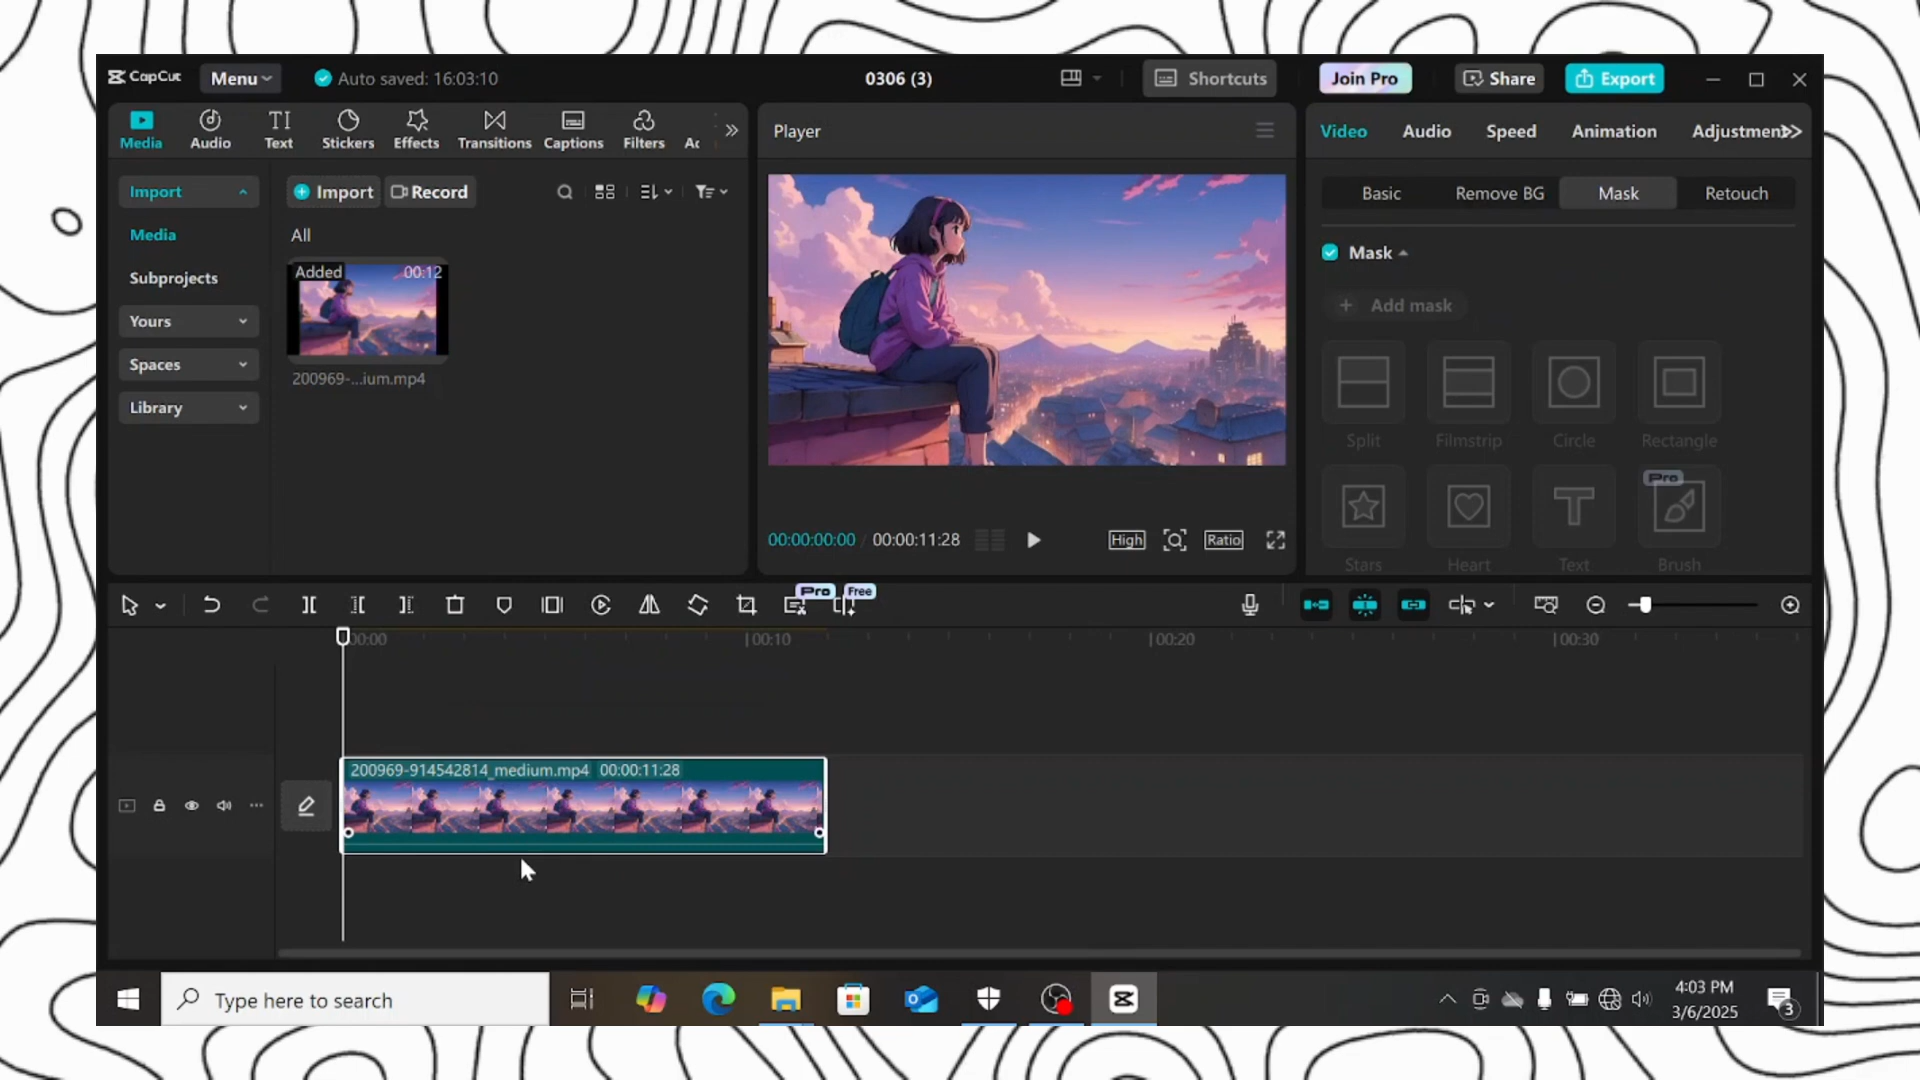 CapCut Menu Auto saved: 16:03:10 0306 (3) Shortcuts Join Pro Share Export
Media Audio Text Stickers Effects Transitions Captions Filters Ac
Player
Video Audio Speed Animation Adjustment
Import
Import Record
Basic Remove BG Mask Retouch
Media
All
Subprojects
Mask
Added 00:12
Yours
Add mask
Spaces
200969-...ium.mp4
Library
Split Filmstrip Circle Rectangle
Pro
00:00:00:00 / 00:00:11:28 High Ratio
Stars Heart Text Brush
Pro Free
00:00 00:10 00:20 00:30
200969-914542814_medium.mp4 00:00:11:28
Type here to search
4:03 PM
3/6/2025
3